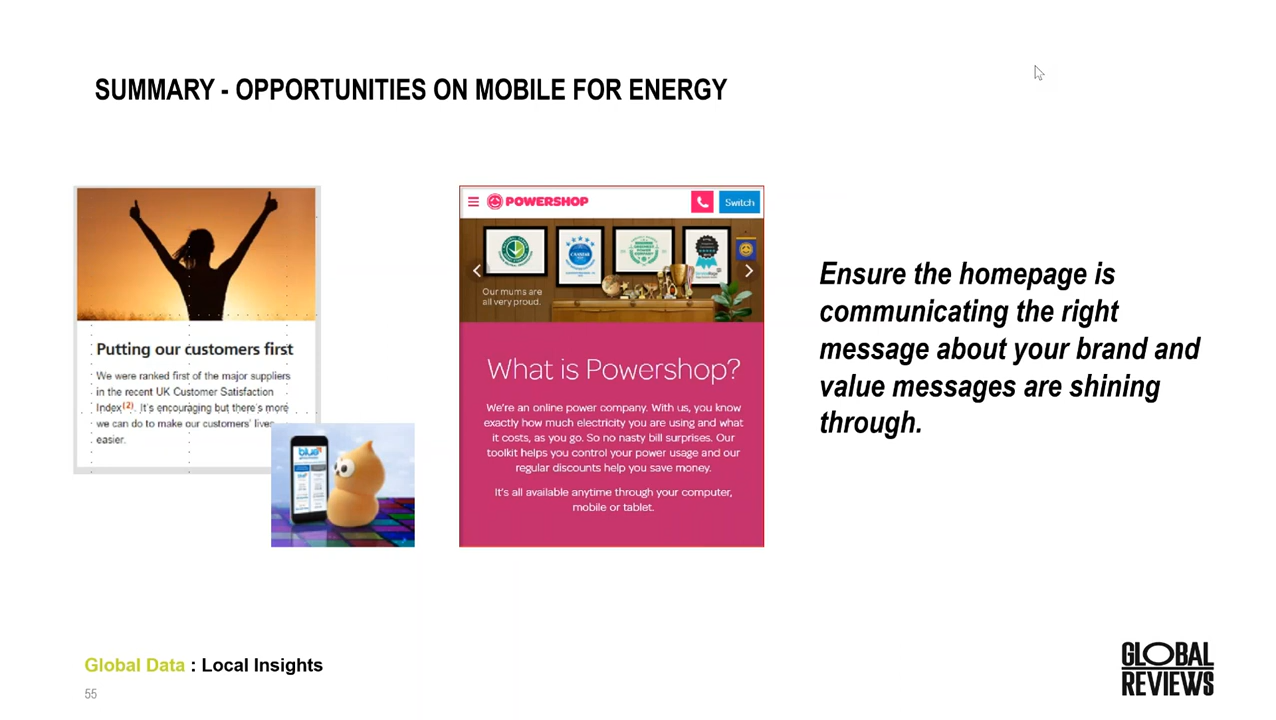 SUMMARY - OPPORTUNITIES ON MOBILE FOR ENERGY
Putting our customers first
We were ranked first of the major suppliers
in the recent UK Customer Satisfaction
Index(2). It's encouraging but there's more
we can do to make our customers' lives
easier.
blue
POWERSHOP
Switch
CANSTAR
Our mums are
all very proud.
What is Powershop?
We're an online power company. With us, you know
exactly how much electricity you are using and what
it costs, as you go. So no nasty bill surprises. Our
toolkit helps you control your power usage and our
regular discounts help you save money.
It's all available anytime through your computer,
mobile or tablet.
Ensure the homepage is
communicating the right
message about your brand and
value messages are shining
through.
Global Data : Local Insights
55
GLOBAL
REVIEWS